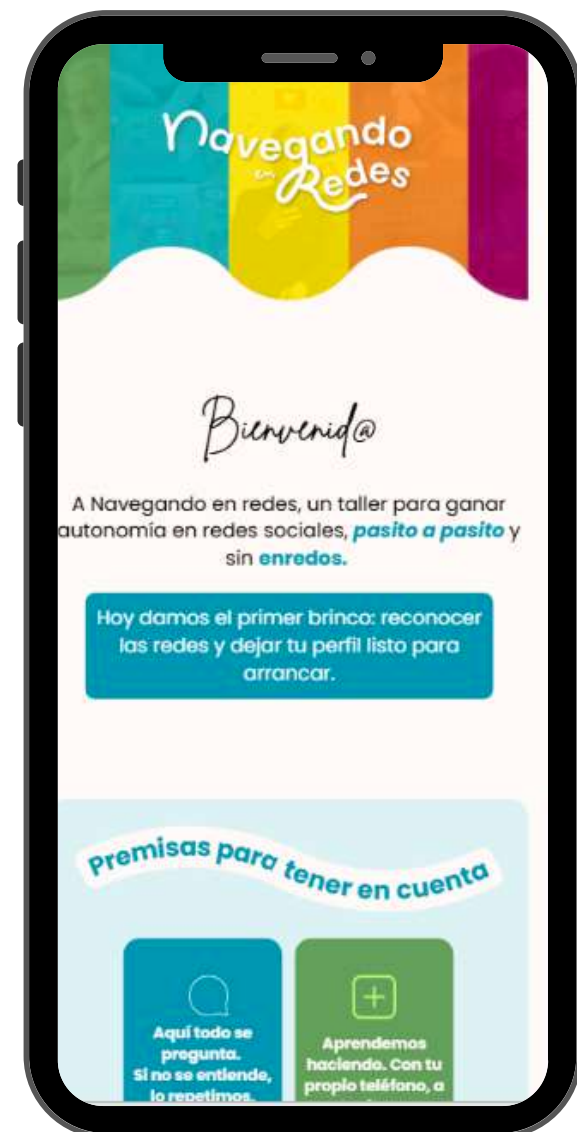 Navegando
en
Redes
Bienvenid@
A Navegando en redes, un taller para ganar
autonomía en redes sociales, pasito a pasito y
sin enredos.
Hoy damos el primer brinco: reconocer
las redes y dejar tu perfil listo para
arrancar.
Premisas para tener en cuenta
Aquí todo se
pregunta.
Si no se entiende,
lo repetimos.
Aprendemos
haciendo. Con tu
propio teléfono, a